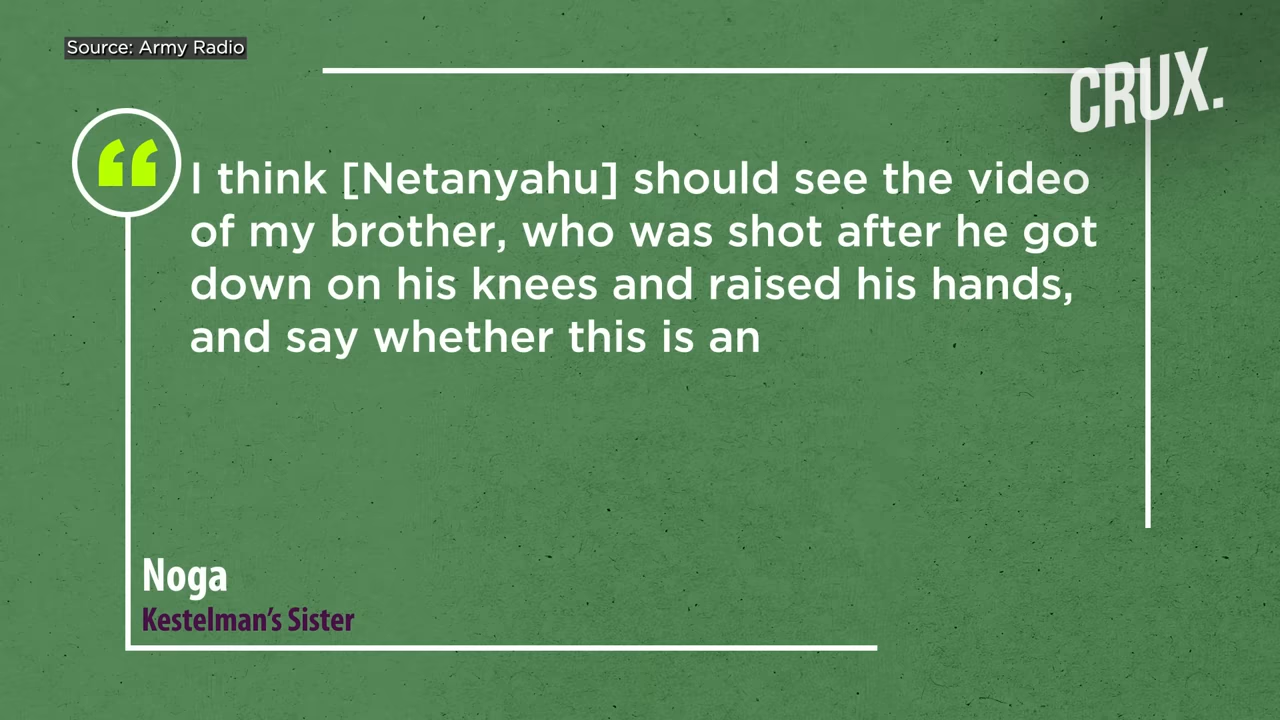 Source: Army Radio
CRUX.
“
I think [Netanyahu] should see the video
of my brother, who was shot after he got
down on his knees and raised his hands,
and say whether this is an
Noga
Kestelman’s Sister